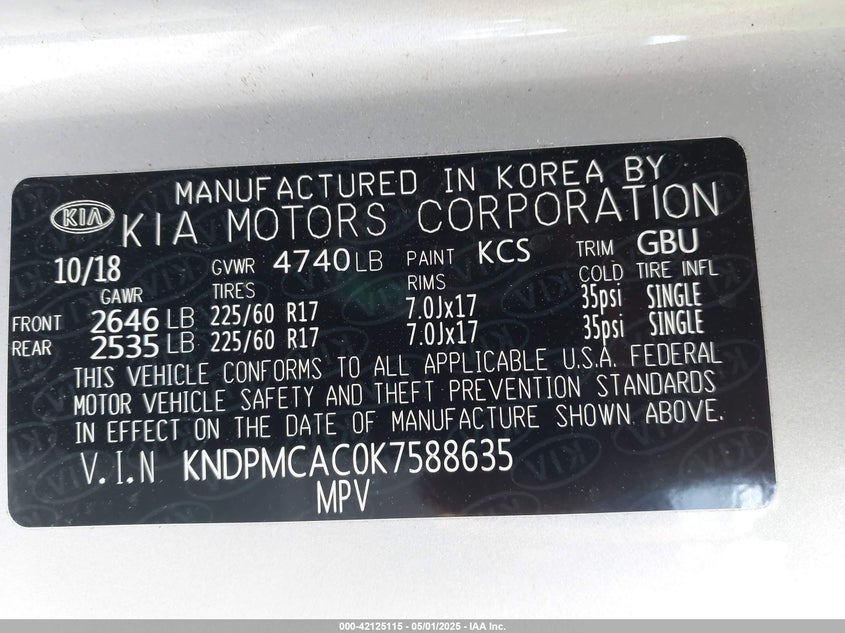 MANUFACTURED IN KOREA BY
KIA KIA MOTORS CORPORATION
10/18 GVWR 4740LB PAINT KCS TRIM GBU
GAWR TIRES RIMS COLD TIRE INFL
FRONT 2646 LB 225/60 R17 7.0Jx17 35psi SINGLE
REAR 2535 LB 225/60 R17 7.0Jx17 35psi SINGLE
THIS VEHICLE CONFORMS TO ALL APPLICABLE U.S.A. FEDERAL
MOTOR VEHICLE SAFETY AND THEFT PREVENTION STANDARDS
IN EFFECT ON THE DATE OF MANUFACTURE SHOWN ABOVE.
V.I.N KNDPMCAC0K7588635
MPV
000-42125115 - 05/01/2025 - IAA Inc.